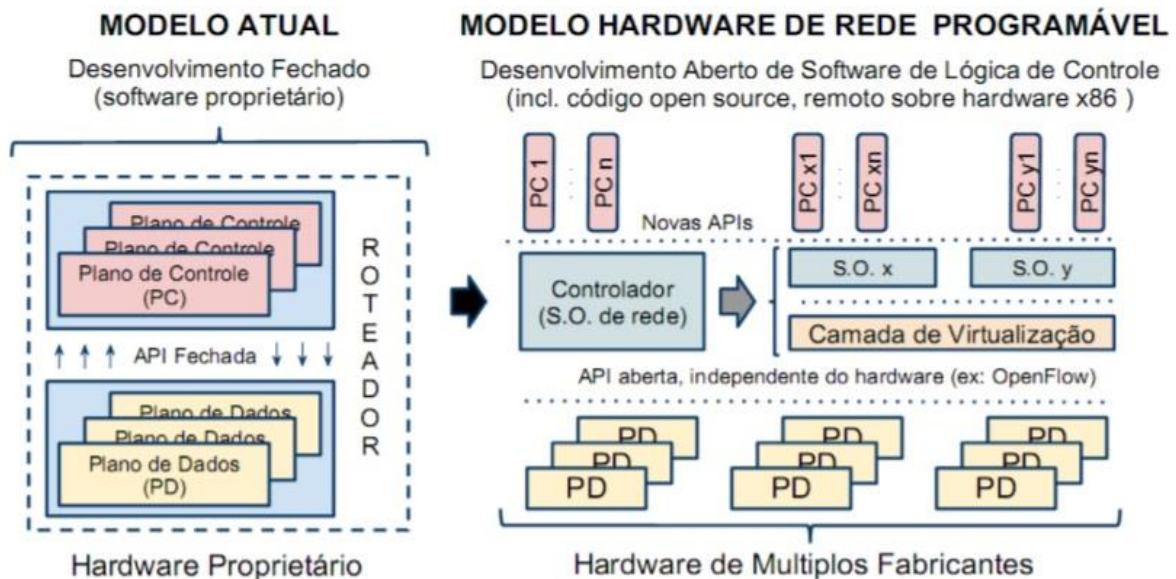 MODELO ATUAL
Desenvolvimento Fechado
(software proprietário)
Plano de Controle
Plano de Controle
Plano de Controle
(PC)
ROTEADOR
API Fechada
Plano de Dados
Plano de Dados
Plano de Dados
(PD)
Hardware Proprietário
MODELO HARDWARE DE REDE PROGRAMÁVEL
Desenvolvimento Aberto de Software de Lógica de Controle
(incl. código open source, remoto sobre hardware x86 )
PC 1
PC n
PC x1
PC xn
PC y1
PC yn
Novas APIs
Controlador
(S.O. de rede)
S.O. x
S.O. y
Camada de Virtualização
API aberta, independente do hardware (ex: OpenFlow)
PD
PD
PD
PD
PD
PD
PD
PD
PD
Hardware de Multiplos Fabricantes